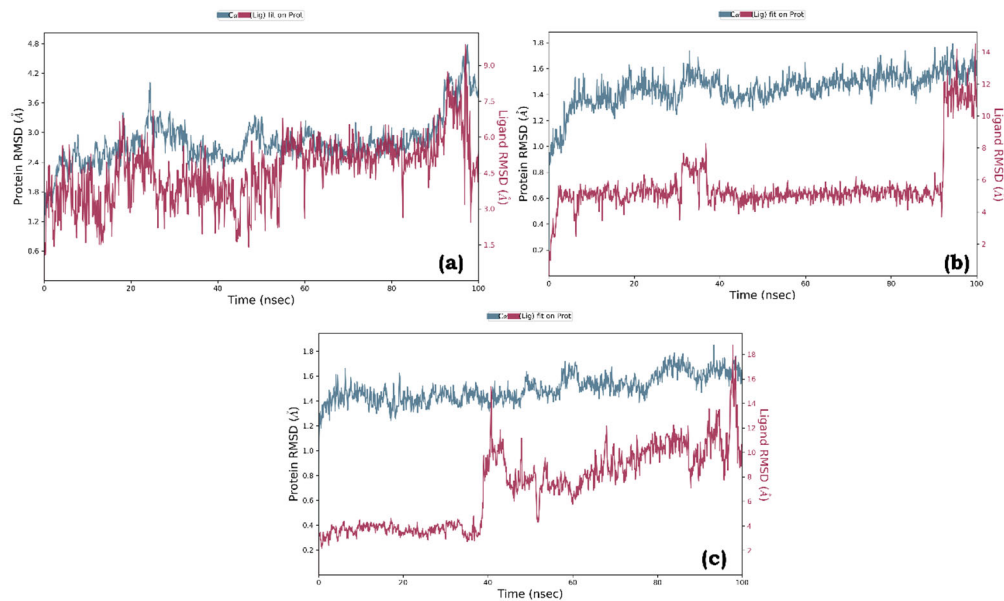 Cα (Lig) fit on Prot
4.8
4.2
3.6
3.0
2.4
1.8
1.2
0.6
Protein RMSD (Å)
9.0
7.5
6.0
4.5
3.0
1.5
Ligand RMSD (Å)
0 20 40 60 80 100
Time (nsec)
(a)
Cα (Lig) fit on Prot
1.8
1.6
1.4
1.2
1.0
0.8
0.6
0.4
0.2
Protein RMSD (Å)
14
12
10
8
6
4
2
Ligand RMSD (Å)
0 20 40 60 80 100
Time (nsec)
(b)
Cα (Lig) fit on Prot
1.8
1.6
1.4
1.2
1.0
0.8
0.6
0.4
0.2
Protein RMSD (Å)
18
16
14
12
10
8
6
4
2
Ligand RMSD (Å)
0 20 40 60 80 100
Time (nsec)
(c)